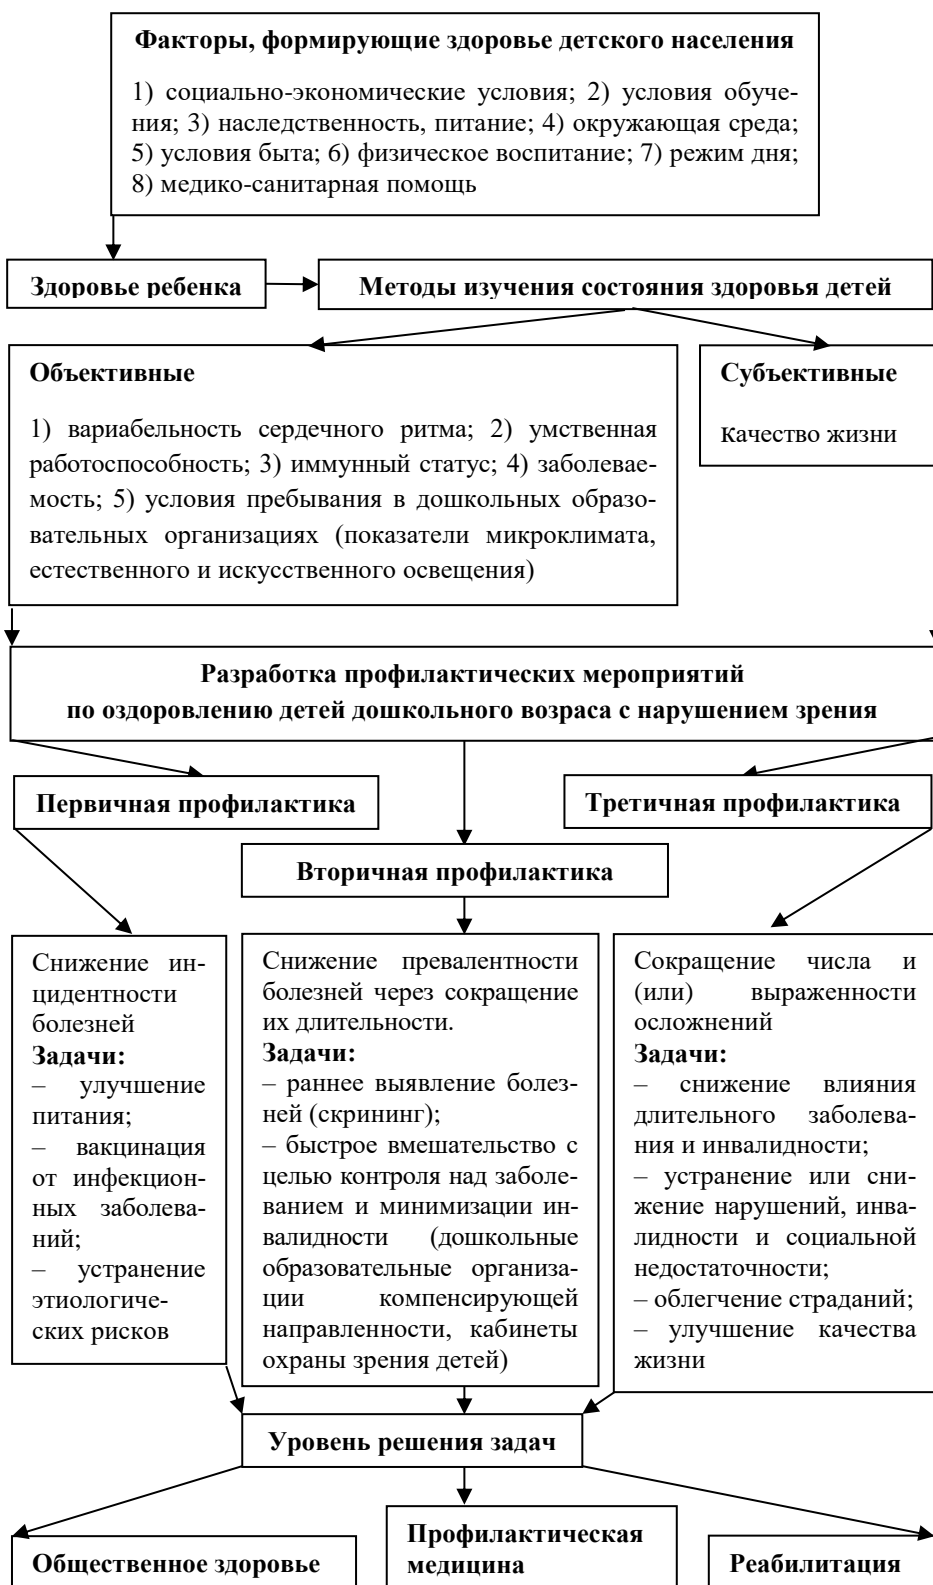 Факторы, формирующие здоровье детского населения
1) социально-экономические условия; 2) условия обуче-
ния; 3) наследственность, питание; 4) окружающая среда;
5) условия быта; 6) физическое воспитание; 7) режим дня;
8) медико-санитарная помощь
Здоровье ребенка
Методы изучения состояния здоровья детей
Объективные
1) вариабельность сердечного ритма; 2) умственная
работоспособность; 3) иммунный статус; 4) заболевае-
мость; 5) условия пребывания в дошкольных образо-
вательных организациях (показатели микроклимата,
естественного и искусственного освещения)
Субъективные
Качество жизни
Разработка профилактических мероприятий
по оздоровлению детей дошкольного возраста с нарушением зрения
Первичная профилактика
Третичная профилактика
Вторичная профилактика
Снижение ин-
цидентности
болезней
Задачи:
– улучшение
питания;
– вакцинация
от инфекцион-
ных заболева-
ний;
– устранение
этиологиче-
ских рисков
Снижение превалентности
болезней через сокращение
их длительности.
Задачи:
– раннее выявление болез-
ней (скрининг);
– быстрое вмешательство с
целью контроля над заболе-
ванием и минимизации ин-
валидности (дошкольные
образовательные организа-
ции компенсирующей
направленности, кабинеты
охраны зрения детей)
Сокращение числа и
(или) выраженности
осложнений
Задачи:
– снижение влияния
длительного заболева-
ния и инвалидности;
– устранение или сни-
жение нарушений, инва-
лидности и социальной
недостаточности;
– облегчение страданий;
– улучшение качества
жизни
Уровень решения задач
Общественное здоровье
Профилактическая
медицина
Реабилитация